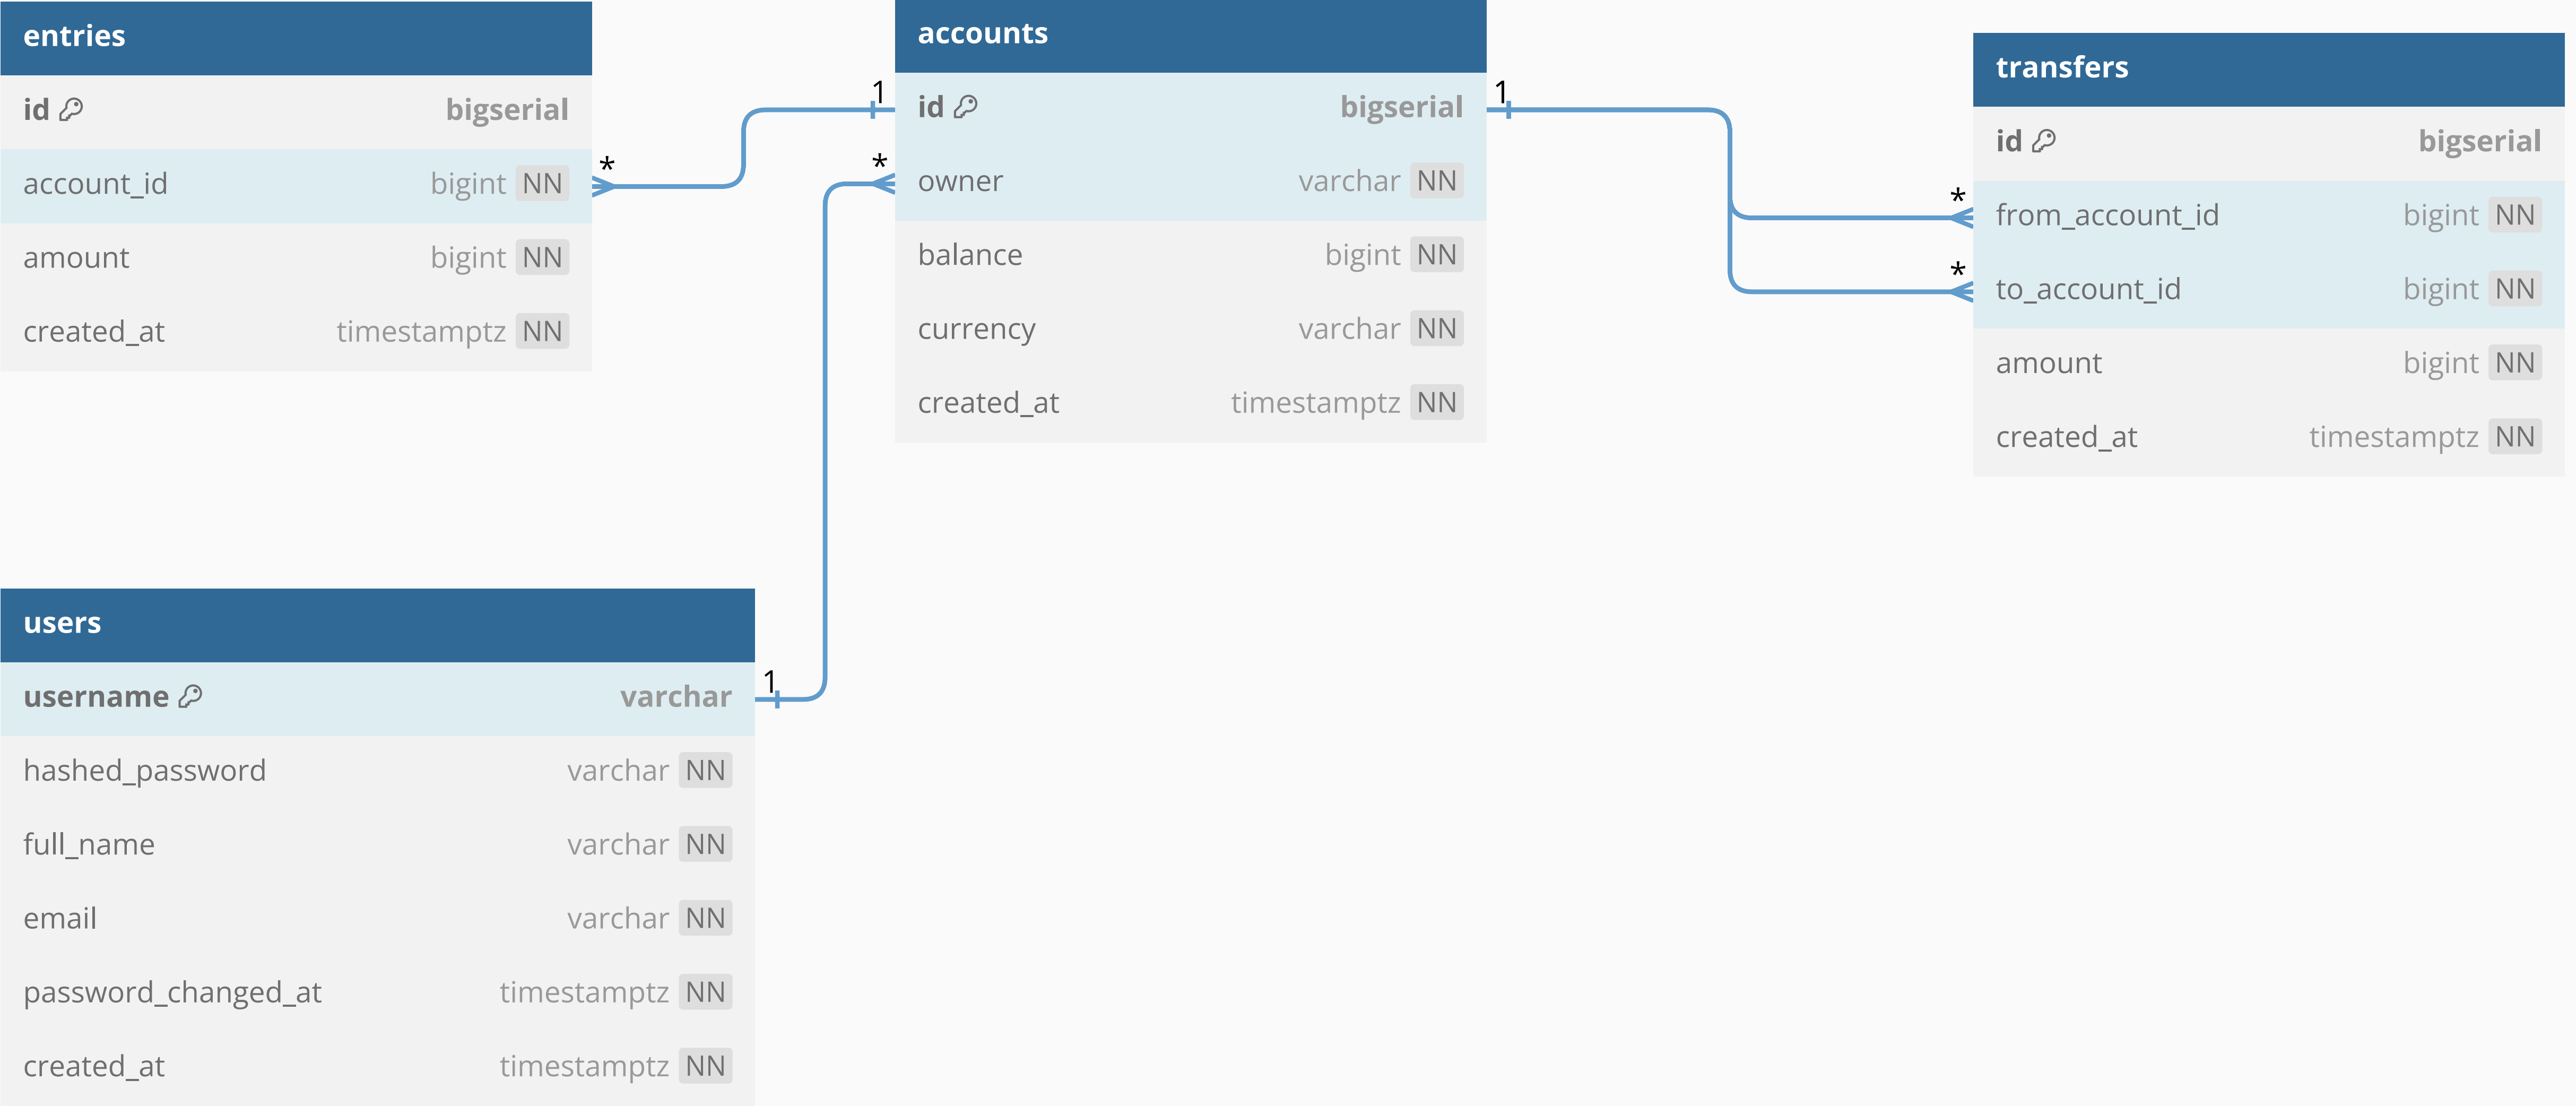 entries
id bigserial
account_id bigint NN
amount bigint NN
created_at timestamptz NN
*
1
accounts
id bigserial
owner varchar NN
balance bigint NN
currency varchar NN
created_at timestamptz NN
*
1
transfers
id bigserial
from_account_id bigint NN
to_account_id bigint NN
amount bigint NN
created_at timestamptz NN
*
*
users
username varchar
hashed_password varchar NN
full_name varchar NN
email varchar NN
password_changed_at timestamptz NN
created_at timestamptz NN
1